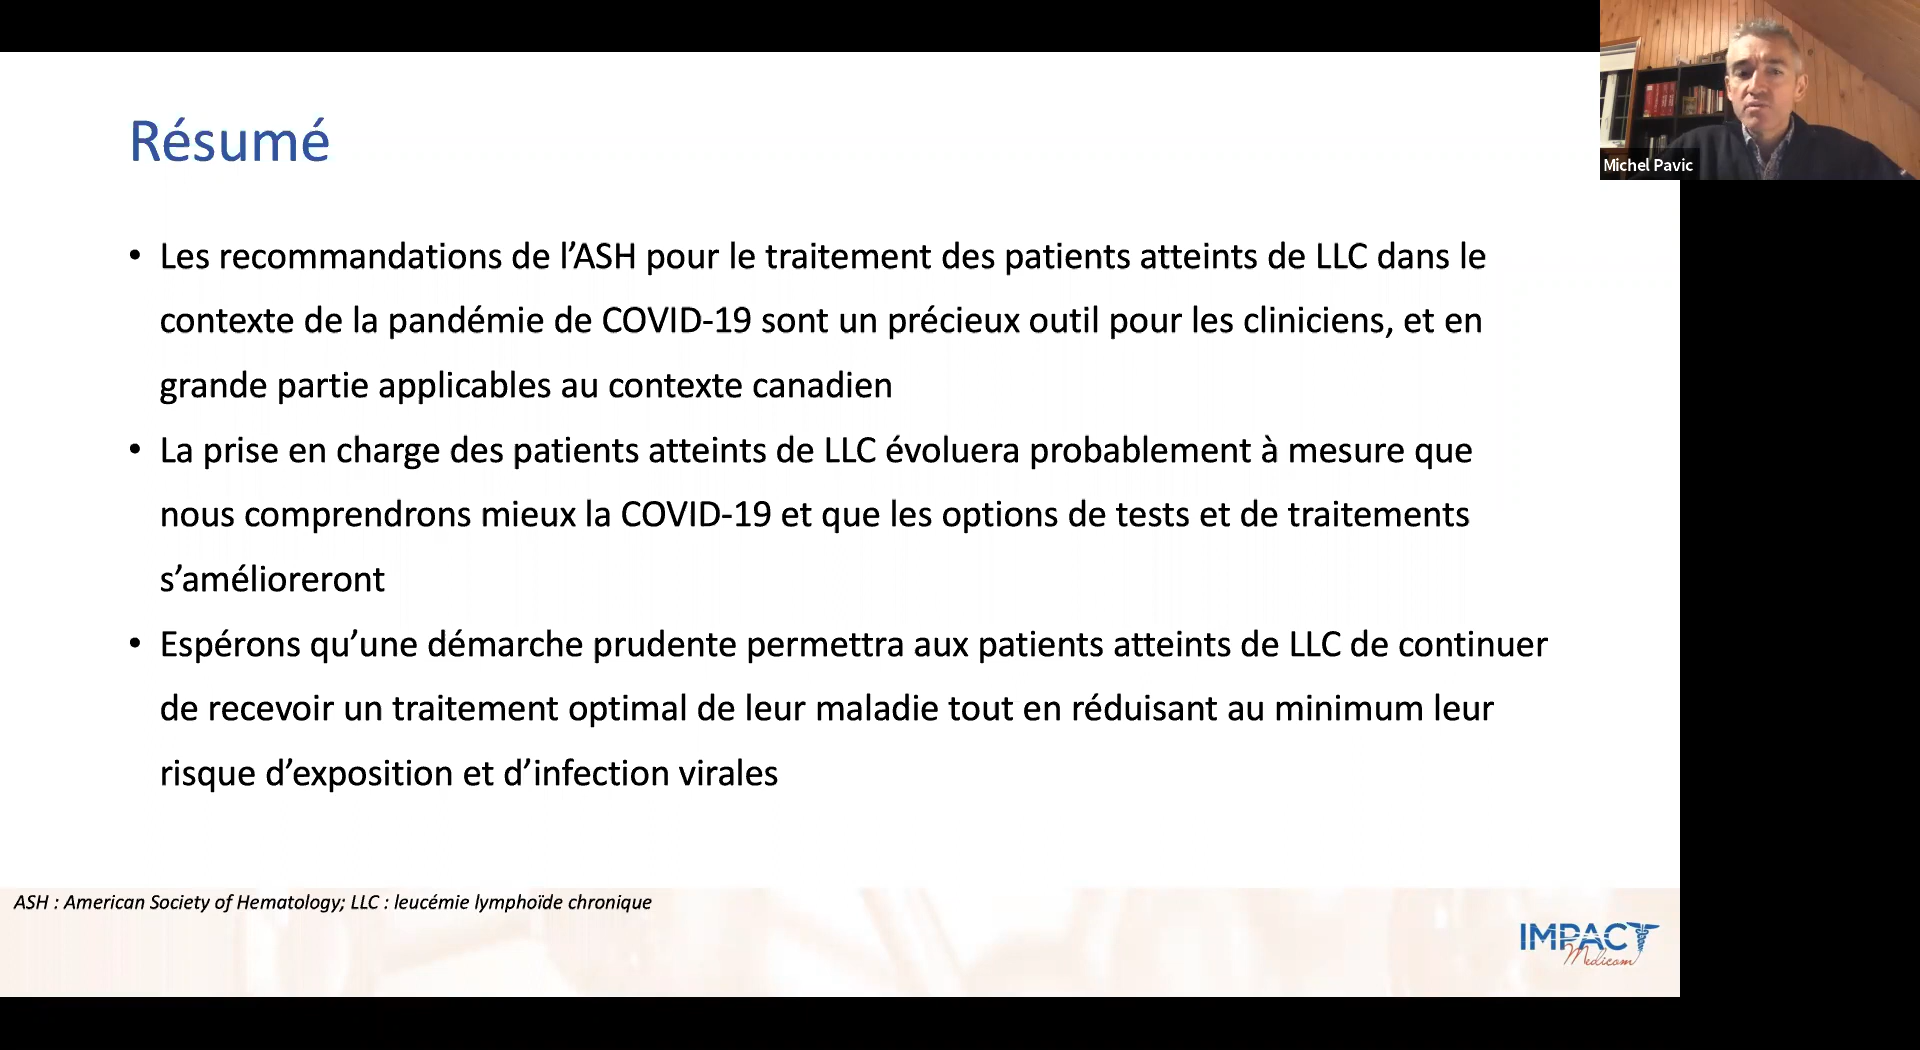 Résumé
• Les recommandations de l’ASH pour le traitement des patients atteints de LLC dans le
contexte de la pandémie de COVID-19 sont un précieux outil pour les cliniciens, et en
grande partie applicables au contexte canadien
• La prise en charge des patients atteints de LLC évoluera probablement à mesure que
nous comprendrons mieux la COVID-19 et que les options de tests et de traitements
s’amélioreront
• Espérons qu’une démarche prudente permettra aux patients atteints de LLC de continuer
de recevoir un traitement optimal de leur maladie tout en réduisant au minimum leur
risque d’exposition et d’infection virales
ASH : American Society of Hematology; LLC : leucémie lymphoïde chronique
IMPACT
Medicom
Michel Pavic